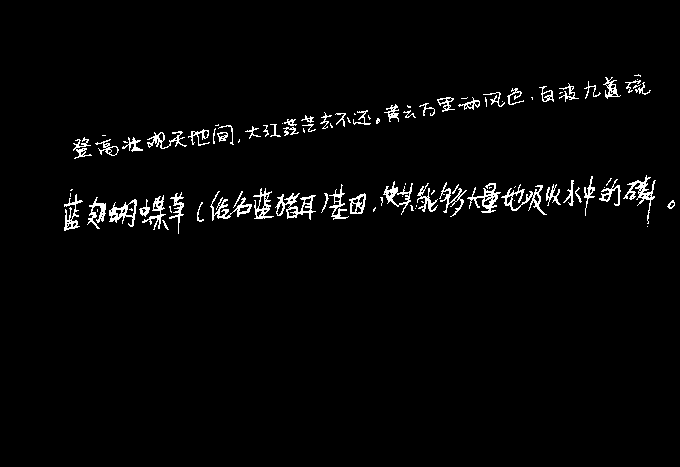 登高壮观天地间，大江茫茫去不还。黄云万里动风色，白波九道流
蓝翅蝴蝶草（俗名蓝猪耳）基因，使其能够大量地吸收水中的磷。